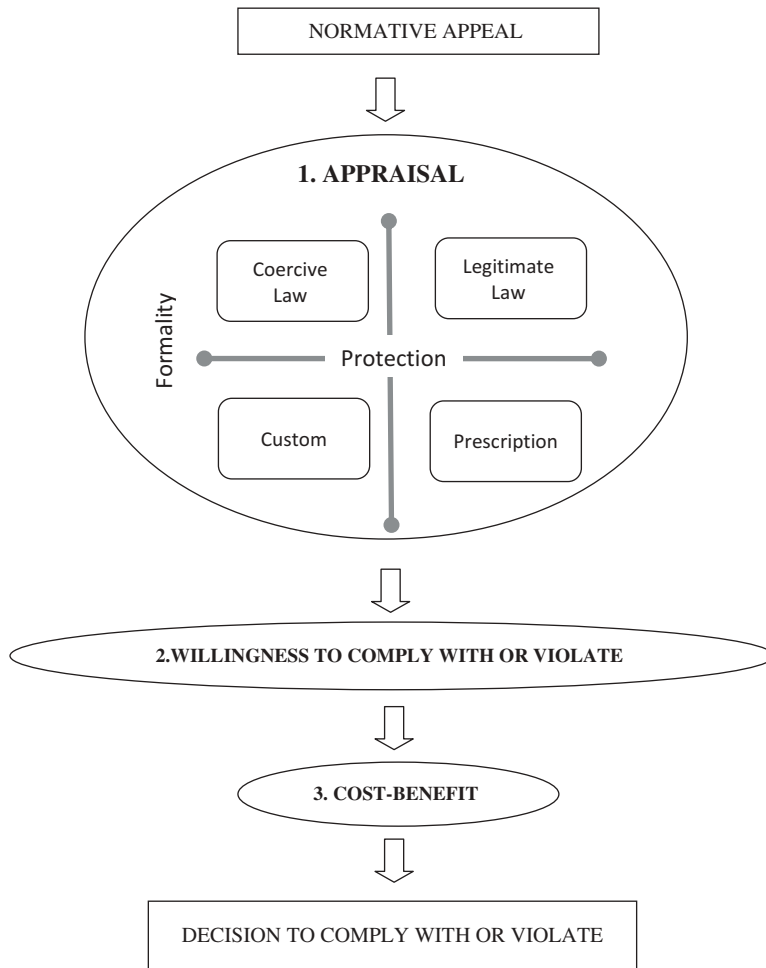 NORMATIVE APPEAL
1. APPRAISAL
Coercive
Law
Legitimate
Law
Formality
Protection
Custom
Prescription
2.WILLINGNESS TO COMPLY WITH OR VIOLATE
3. COST-BENEFIT
DECISION TO COMPLY WITH OR VIOLATE